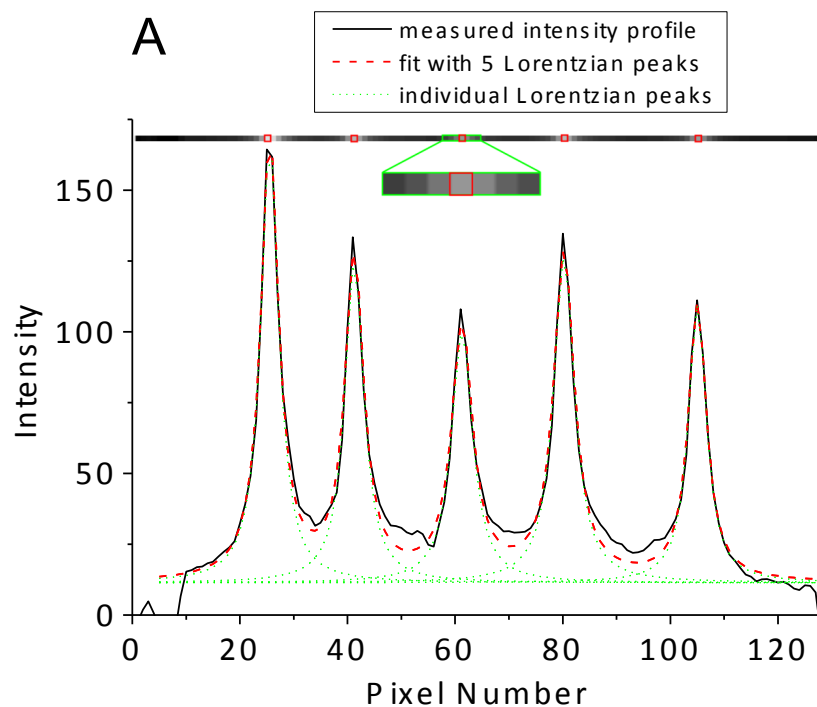 A
measured intensity profile
fit with 5 Lorentzian peaks
individual Lorentzian peaks
150
100
50
0
Intensity
0 20 40 60 80 100 120
Pixel Number